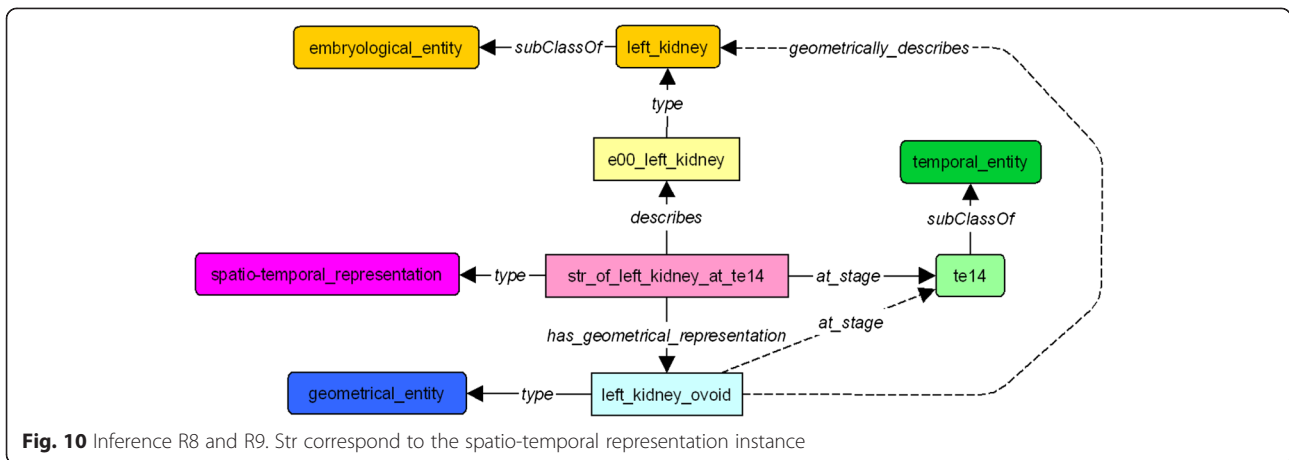 embryological_entity subClassOf left_kidney geometrically_describes
type
e00_left_kidney temporal_entity
describes subClassOf
spatio-temporal_representation type str_of_left_kidney_at_te14 at_stage te14
has_geometrical_representation at_stage
geometrical_entity type left_kidney_ovoid
Fig. 10 Inference R8 and R9. Str correspond to the spatio-temporal representation instance